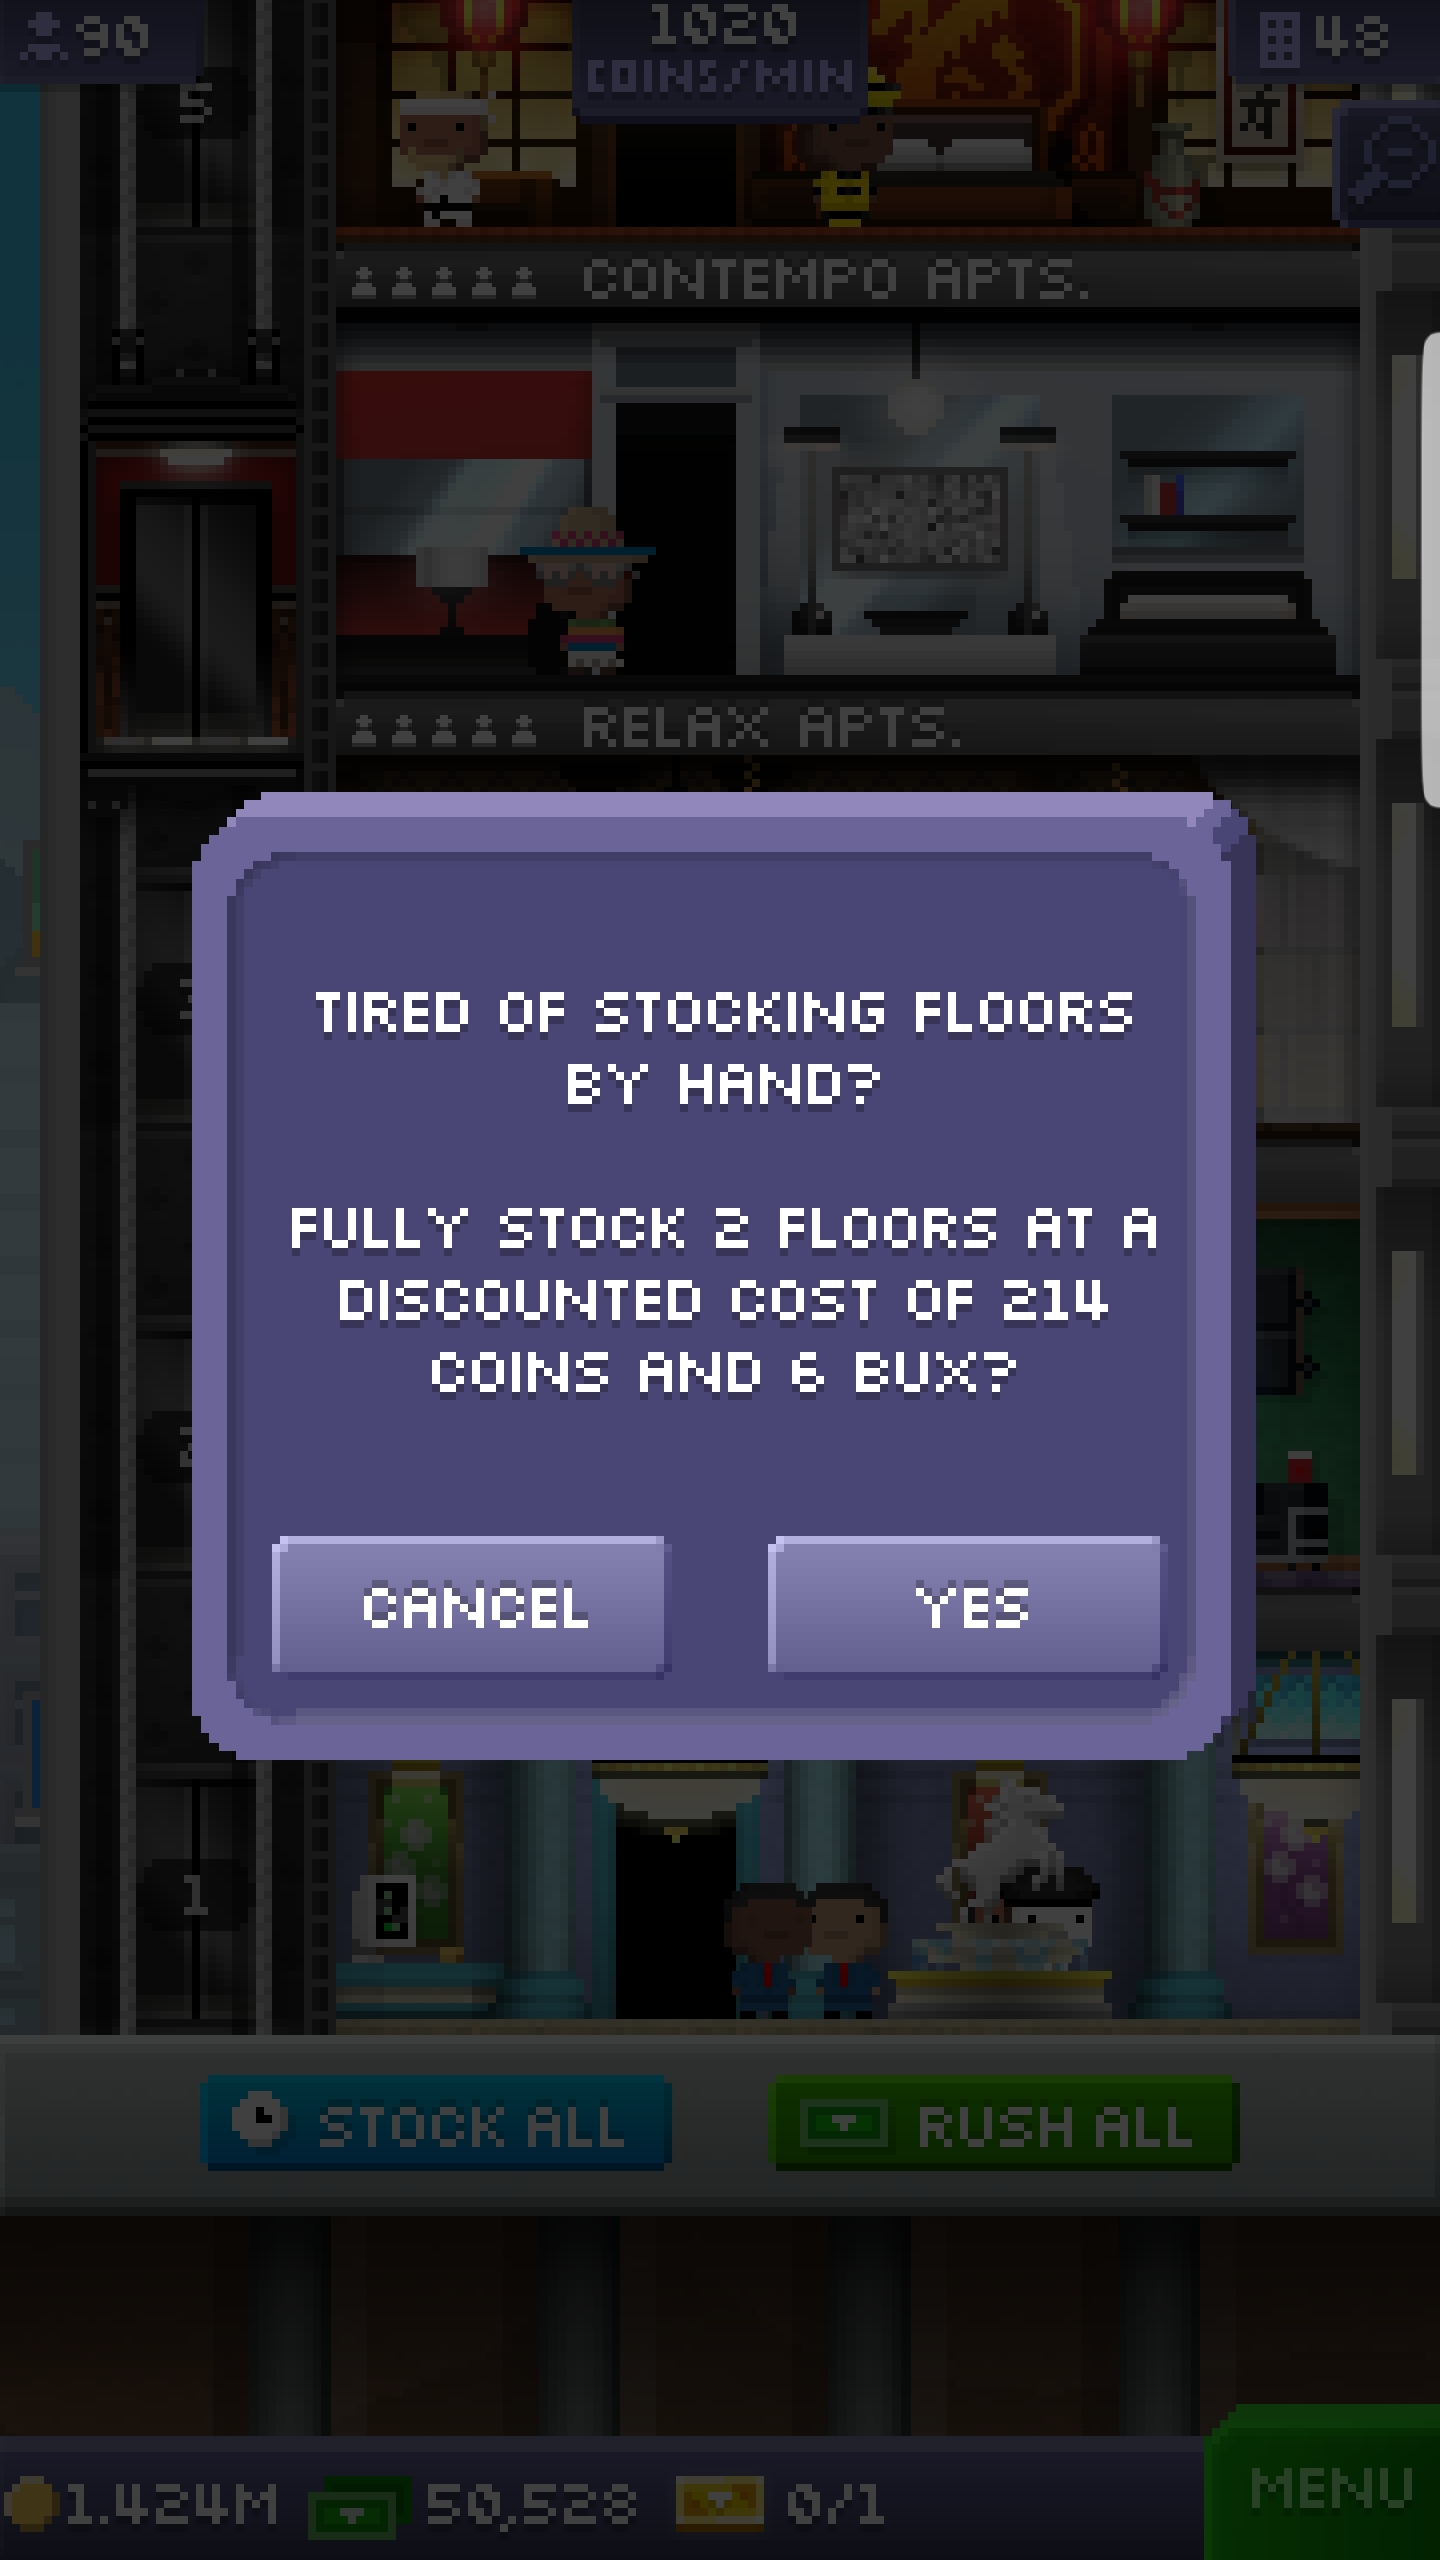 90
1020
COINS/MIN
48
5
CONTEMPO APTS.
RELAX APTS.
TIRED OF STOCKING FLOORS
BY HAND?
FULLY STOCK 2 FLOORS AT A
DISCOUNTED COST OF 214
COINS AND 6 BUX?
CANCEL
YES
1
STOCK ALL
RUSH ALL
1.424M
50,528
0/1
MENU